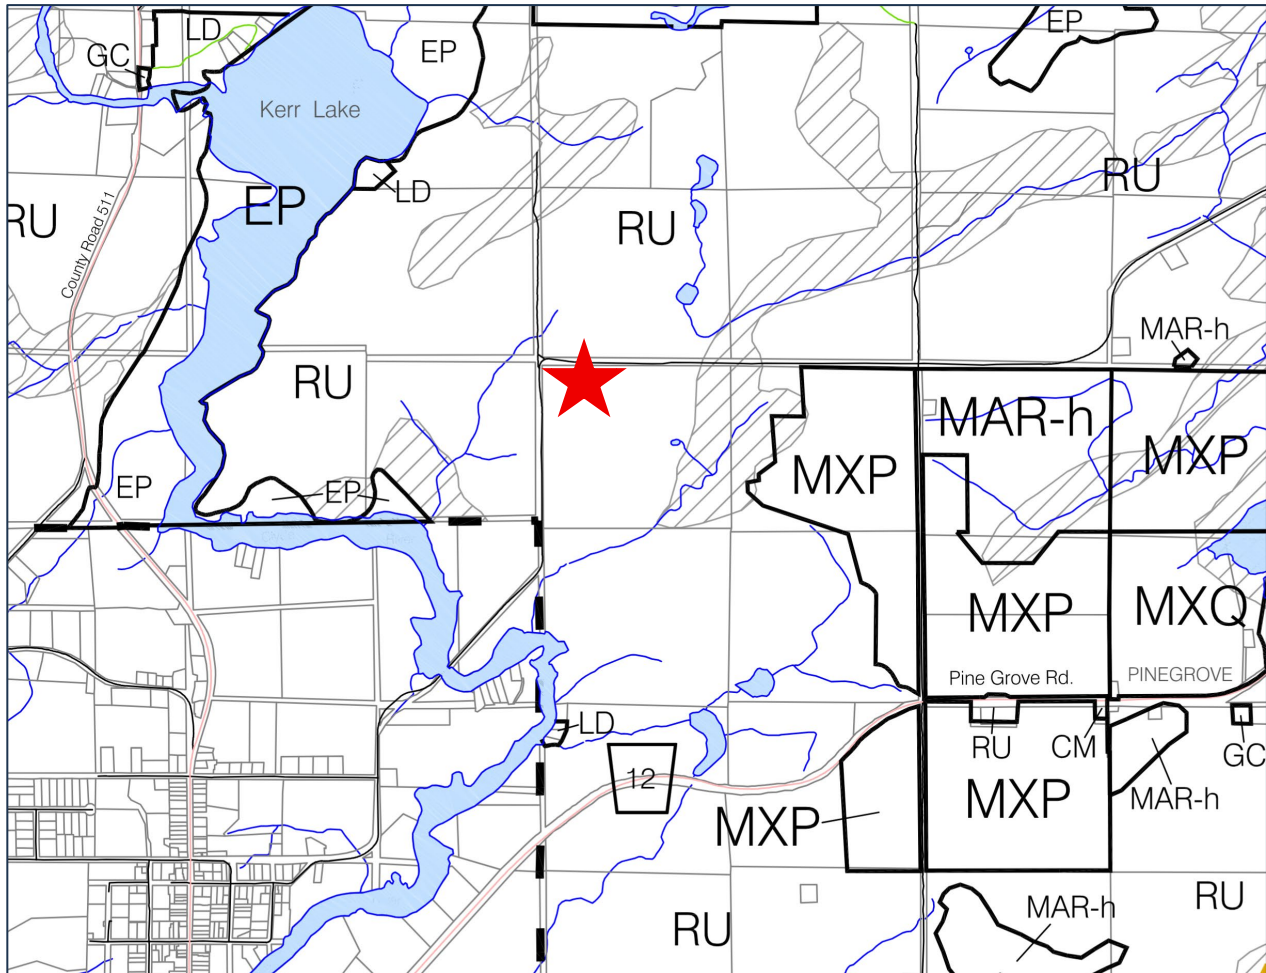 LD
EP
EP
GC
Kerr Lake
RU
LD
EP
RU
RU
County Road 511
MAR-h
RU
MAR-h
MXP
MXP
EP
EP
MXP
MXQ
Pine Grove Rd.
PINEGROVE
LD
RU
CM
GC
12
MXP
MAR-h
MXP
RU
MAR-h
RU